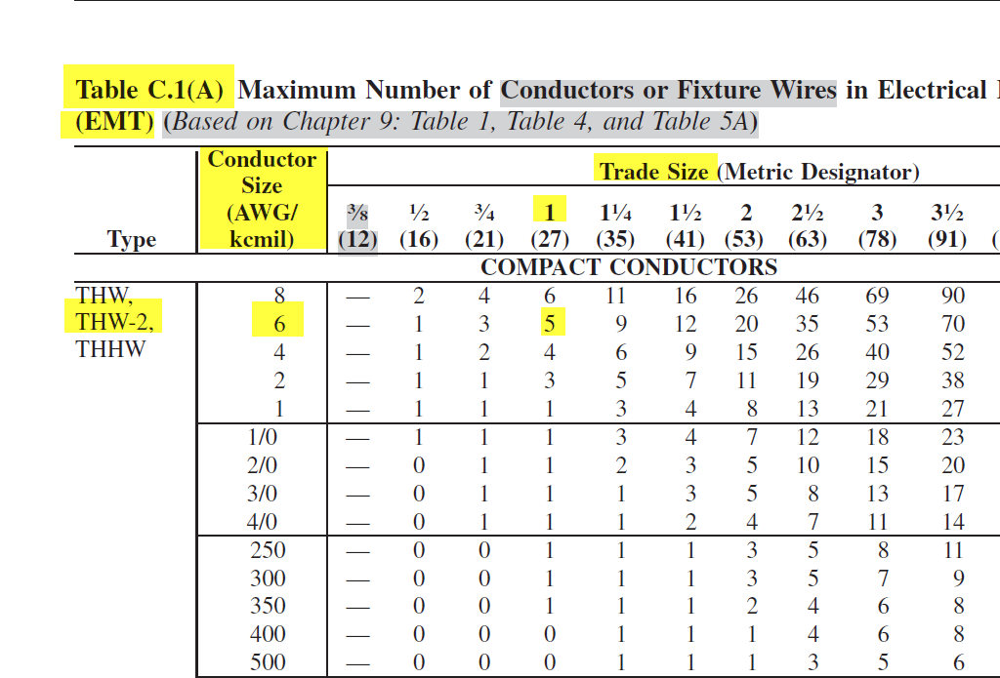 Table C.1(A) Maximum Number of Conductors or Fixture Wires in Electrical
(EMT) (Based on Chapter 9: Table 1, Table 4, and Table 5A)
Conductor Size (AWG/ kcmil)
Trade Size (Metric Designator)
Type ⅜ (12) ½ (16) ¾ (21) 1 (27) 1¼ (35) 1½ (41) 2 (53) 2½ (63) 3 (78) 3½ (91) (
COMPACT CONDUCTORS
THW, 8 — 2 4 6 11 16 26 46 69 90
THW-2, 6 — 1 3 5 9 12 20 35 53 70
THHW 4 — 1 2 4 6 9 15 26 40 52
2 — 1 1 3 5 7 11 19 29 38
1 — 1 1 1 3 4 8 13 21 27
1/0 — 1 1 1 3 4 7 12 18 23
2/0 — 0 1 1 2 3 5 10 15 20
3/0 — 0 1 1 1 3 5 8 13 17
4/0 — 0 1 1 1 2 4 7 11 14
250 — 0 0 1 1 1 3 5 8 11
300 — 0 0 1 1 1 3 5 7 9
350 — 0 0 1 1 1 2 4 6 8
400 — 0 0 0 1 1 1 4 6 8
500 — 0 0 0 1 1 1 3 5 6